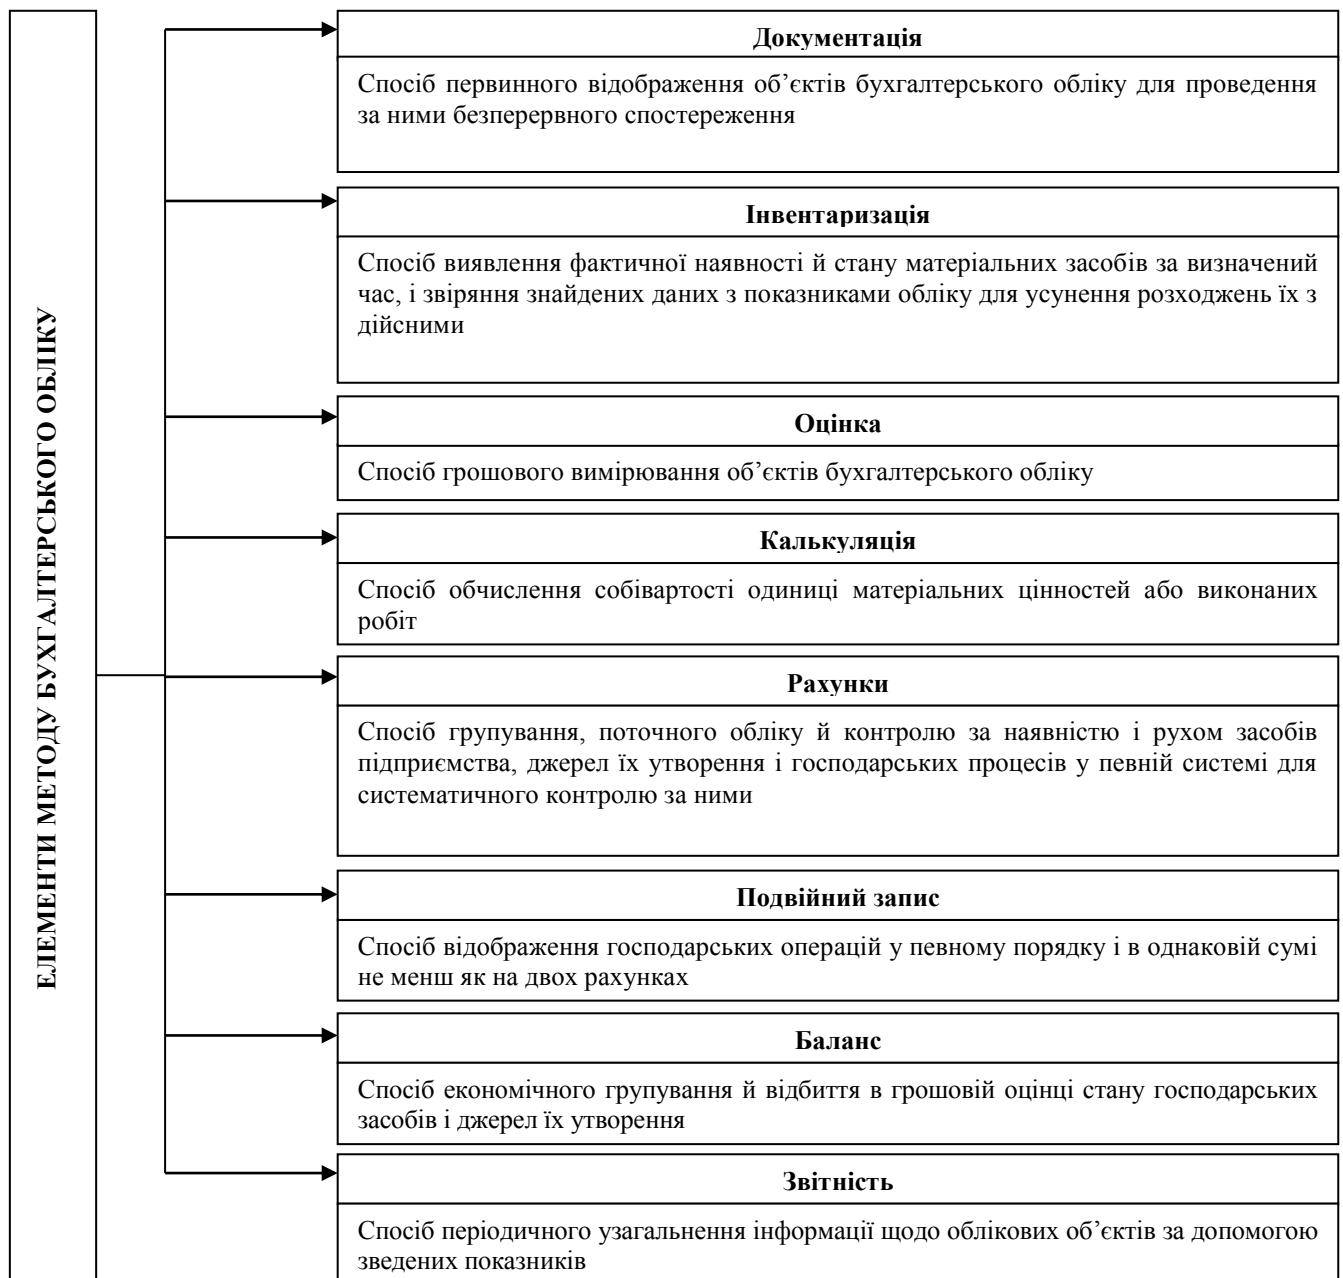 ЕЛЕМЕНТИ МЕТОДУ БУХГАЛТЕРСЬКОГО ОБЛІКУ
Документація
Спосіб первинного відображення об’єктів бухгалтерського обліку для проведення
за ними безперервного спостереження
Інвентаризація
Спосіб виявлення фактичної наявності й стану матеріальних засобів за визначений
час, і звіряння знайдених даних з показниками обліку для усунення розходжень їх з
дійсними
Оцінка
Спосіб грошового вимірювання об’єктів бухгалтерського обліку
Калькуляція
Спосіб обчислення собівартості одиниці матеріальних цінностей або виконаних
робіт
Рахунки
Спосіб групування, поточного обліку й контролю за наявністю і рухом засобів
підприємства, джерел їх утворення і господарських процесів у певній системі для
систематичного контролю за ними
Подвійний запис
Спосіб відображення господарських операцій у певному порядку і в однаковій сумі
не менш як на двох рахунках
Баланс
Спосіб економічного групування й відбиття в грошовій оцінці стану господарських
засобів і джерел їх утворення
Звітність
Спосіб періодичного узагальнення інформації щодо облікових об’єктів за допомогою
зведених показників